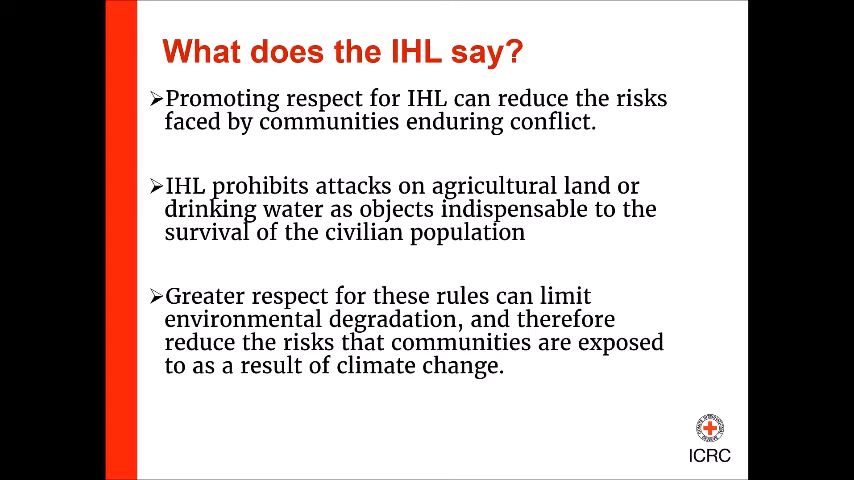 What does the IHL say?
➢Promoting respect for IHL can reduce the risks
faced by communities enduring conflict.
➢IHL prohibits attacks on agricultural land or
drinking water as objects indispensable to the
survival of the civilian population
➢Greater respect for these rules can limit
environmental degradation, and therefore
reduce the risks that communities are exposed
to as a result of climate change.
ICRC